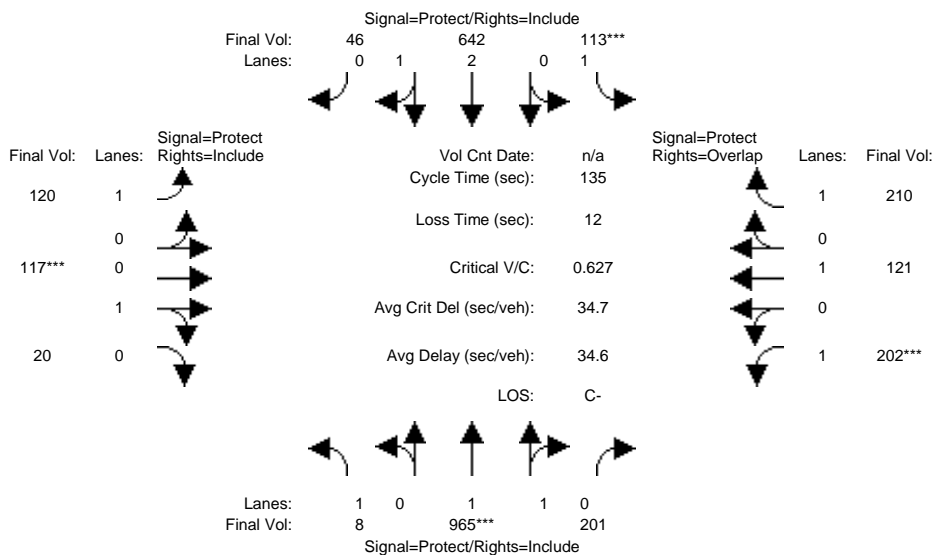 Signal=Protect/Rights=Include
Final Vol: 46 642 113***
Lanes: 0 1 2 0 1
Signal=Protect
Final Vol: Lanes: Rights=Include
Vol Cnt Date: n/a
Signal=Protect
Rights=Overlap Lanes: Final Vol:
Cycle Time (sec): 135
120 1
1 210
Loss Time (sec): 12
0
0
117*** 0
Critical V/C: 0.627
1 121
1
Avg Crit Del (sec/veh): 34.7
0
20 0
Avg Delay (sec/veh): 34.6
1 202***
LOS: C-
Lanes: 1 0 1 1 0
Final Vol: 8 965*** 201
Signal=Protect/Rights=Include